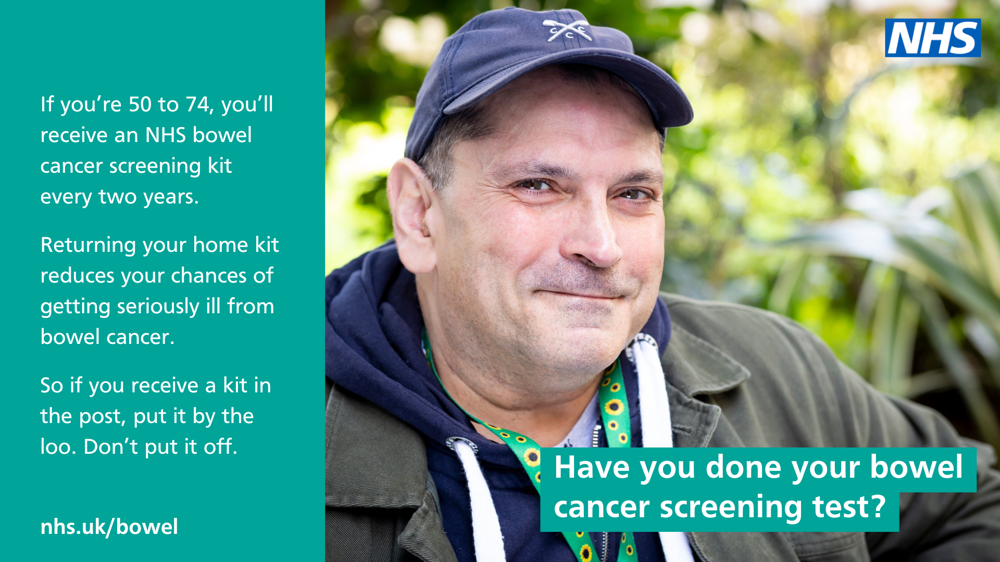 If you’re 50 to 74, you’ll
receive an NHS bowel
cancer screening kit
every two years.
Returning your home kit
reduces your chances of
getting seriously ill from
bowel cancer.
So if you receive a kit in
the post, put it by the
loo. Don’t put it off.
nhs.uk/bowel
NHS
C C C
Have you done your bowel
cancer screening test?